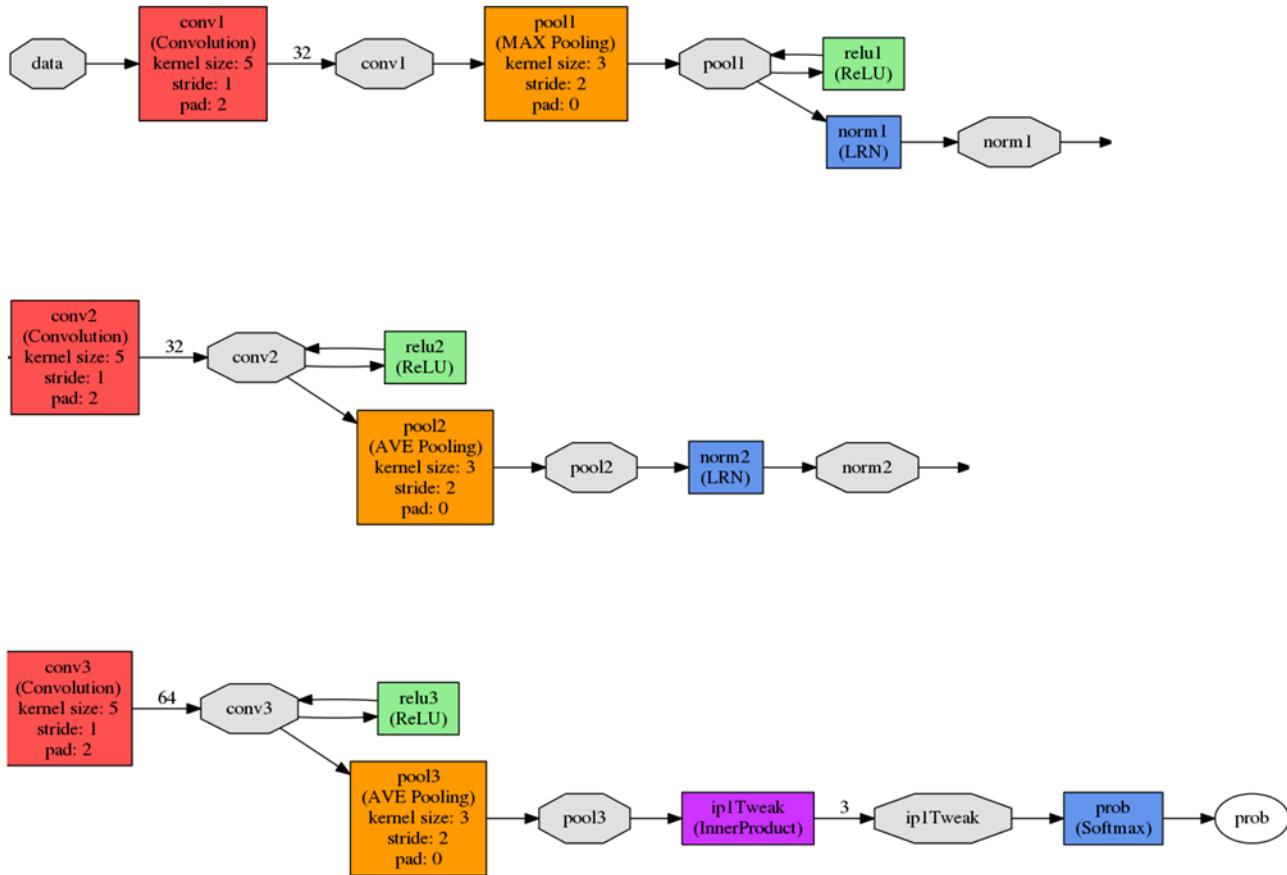 data
conv1
(Convolution)
kernel size: 5
stride: 1
pad: 2
32
conv1
pool1
(MAX Pooling)
kernel size: 3
stride: 2
pad: 0
pool1
relu1
(ReLU)
norm1
(LRN)
norm1
conv2
(Convolution)
kernel size: 5
stride: 1
pad: 2
32
conv2
relu2
(ReLU)
pool2
(AVE Pooling)
kernel size: 3
stride: 2
pad: 0
pool2
norm2
(LRN)
norm2
conv3
(Convolution)
kernel size: 5
stride: 1
pad: 2
64
conv3
relu3
(ReLU)
pool3
(AVE Pooling)
kernel size: 3
stride: 2
pad: 0
pool3
ip1Tweak
(InnerProduct)
3
ip1Tweak
prob
(Softmax)
prob